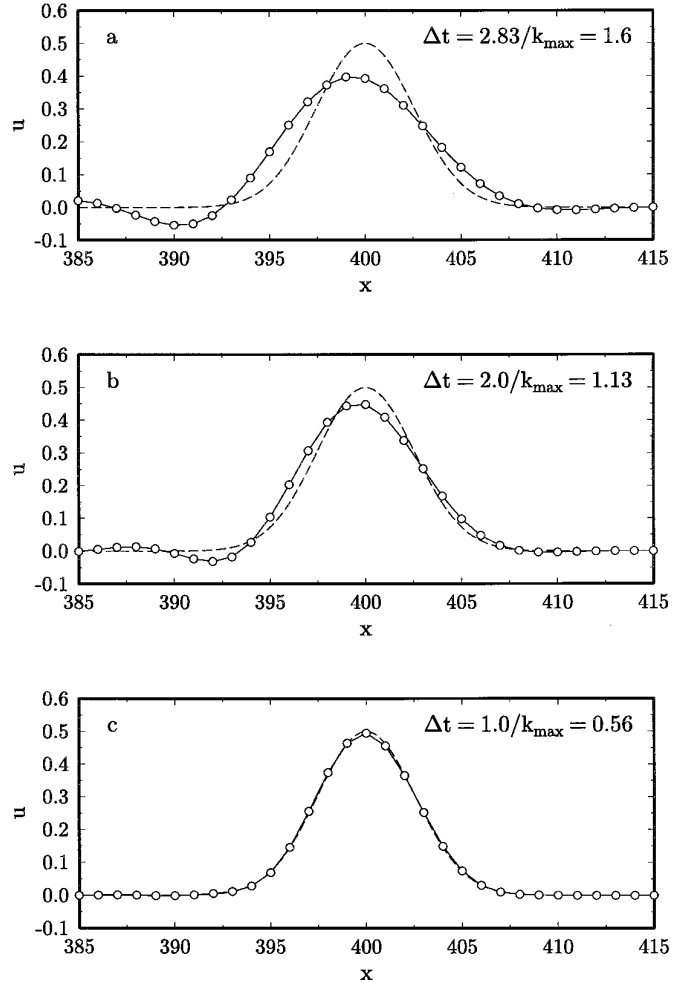 0.6
a
Δt = 2.83/kmax = 1.6
0.5
0.4
0.3
u
0.2
0.1
0.0
-0.1
385 390 395 400 405 410 415
x
0.6
b
Δt = 2.0/kmax = 1.13
0.5
0.4
0.3
u
0.2
0.1
0.0
-0.1
385 390 395 400 405 410 415
x
0.6
c
Δt = 1.0/kmax = 0.56
0.5
0.4
0.3
u
0.2
0.1
0.0
-0.1
385 390 395 400 405 410 415
x